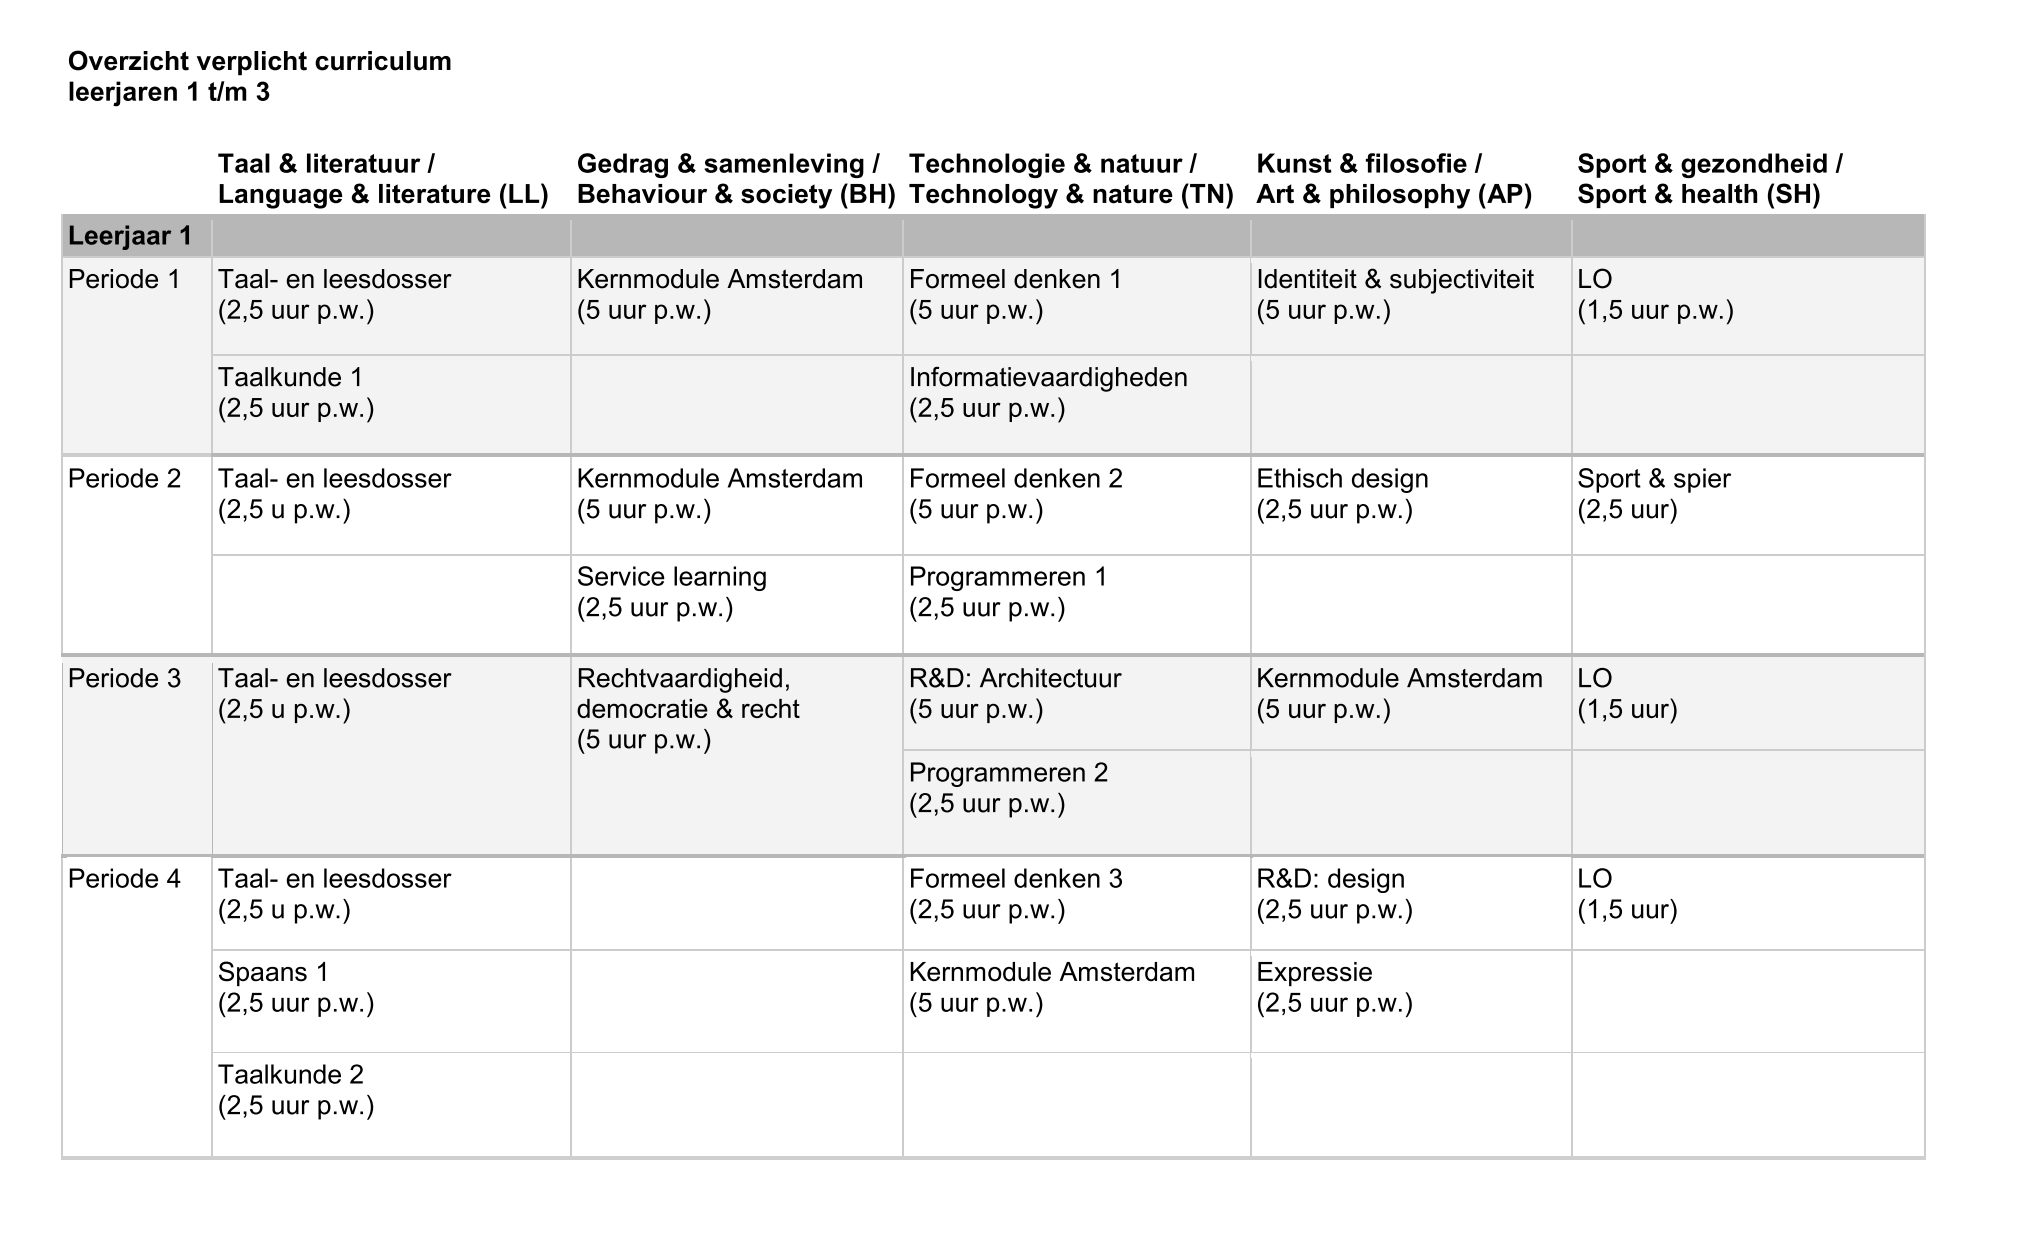 Overzicht verplicht curriculum
leerjaren 1 t/m 3
Taal & literatuur /
Language & literature (LL)
Gedrag & samenleving /
Behaviour & society (BH)
Technologie & natuur /
Technology & nature (TN)
Kunst & filosofie /
Art & philosophy (AP)
Sport & gezondheid /
Sport & health (SH)
Leerjaar 1
Periode 1
Taal- en leesdosser
(2,5 uur p.w.)
Kernmodule Amsterdam
(5 uur p.w.)
Formeel denken 1
(5 uur p.w.)
Identiteit & subjectiviteit
(5 uur p.w.)
LO
(1,5 uur p.w.)
Taalkunde 1
(2,5 uur p.w.)
Informatievaardigheden
(2,5 uur p.w.)
Periode 2
Taal- en leesdosser
(2,5 u p.w.)
Kernmodule Amsterdam
(5 uur p.w.)
Formeel denken 2
(5 uur p.w.)
Ethisch design
(2,5 uur p.w.)
Sport & spier
(2,5 uur)
Service learning
(2,5 uur p.w.)
Programmeren 1
(2,5 uur p.w.)
Periode 3
Taal- en leesdosser
(2,5 u p.w.)
Rechtvaardigheid,
democratie & recht
(5 uur p.w.)
R&D: Architectuur
(5 uur p.w.)
Kernmodule Amsterdam
(5 uur p.w.)
LO
(1,5 uur)
Programmeren 2
(2,5 uur p.w.)
Periode 4
Taal- en leesdosser
(2,5 u p.w.)
Formeel denken 3
(2,5 uur p.w.)
R&D: design
(2,5 uur p.w.)
LO
(1,5 uur)
Spaans 1
(2,5 uur p.w.)
Kernmodule Amsterdam
(5 uur p.w.)
Expressie
(2,5 uur p.w.)
Taalkunde 2
(2,5 uur p.w.)